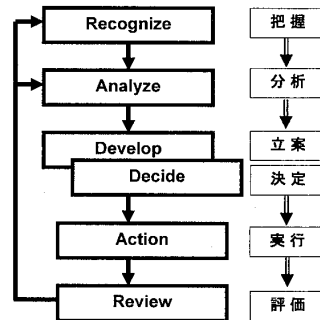 Recognize
把握
Analyze
分析
Develop
立案
Decide
決定
Action
実行
Review
評価